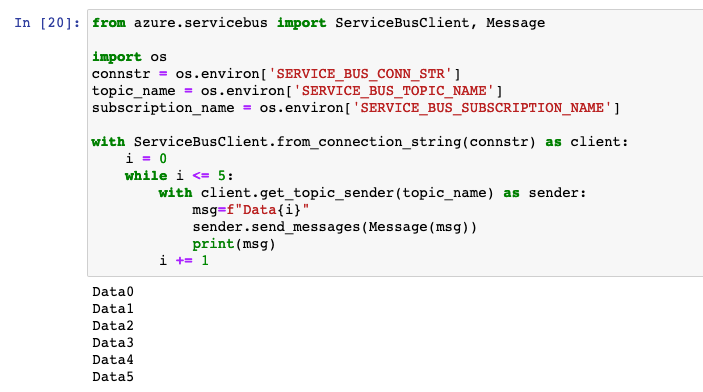 In [20]: from azure.servicebus import ServiceBusClient, Message
import os
connstr = os.environ['SERVICE_BUS_CONN_STR']
topic_name = os.environ['SERVICE_BUS_TOPIC_NAME']
subscription_name = os.environ['SERVICE_BUS_SUBSCRIPTION_NAME']
with ServiceBusClient.from_connection_string(connstr) as client:
    i = 0
    while i <= 5:
        with client.get_topic_sender(topic_name) as sender:
            msg=f"Data{i}"
            sender.send_messages(Message(msg))
            print(msg)
        i += 1
Data0
Data1
Data2
Data3
Data4
Data5